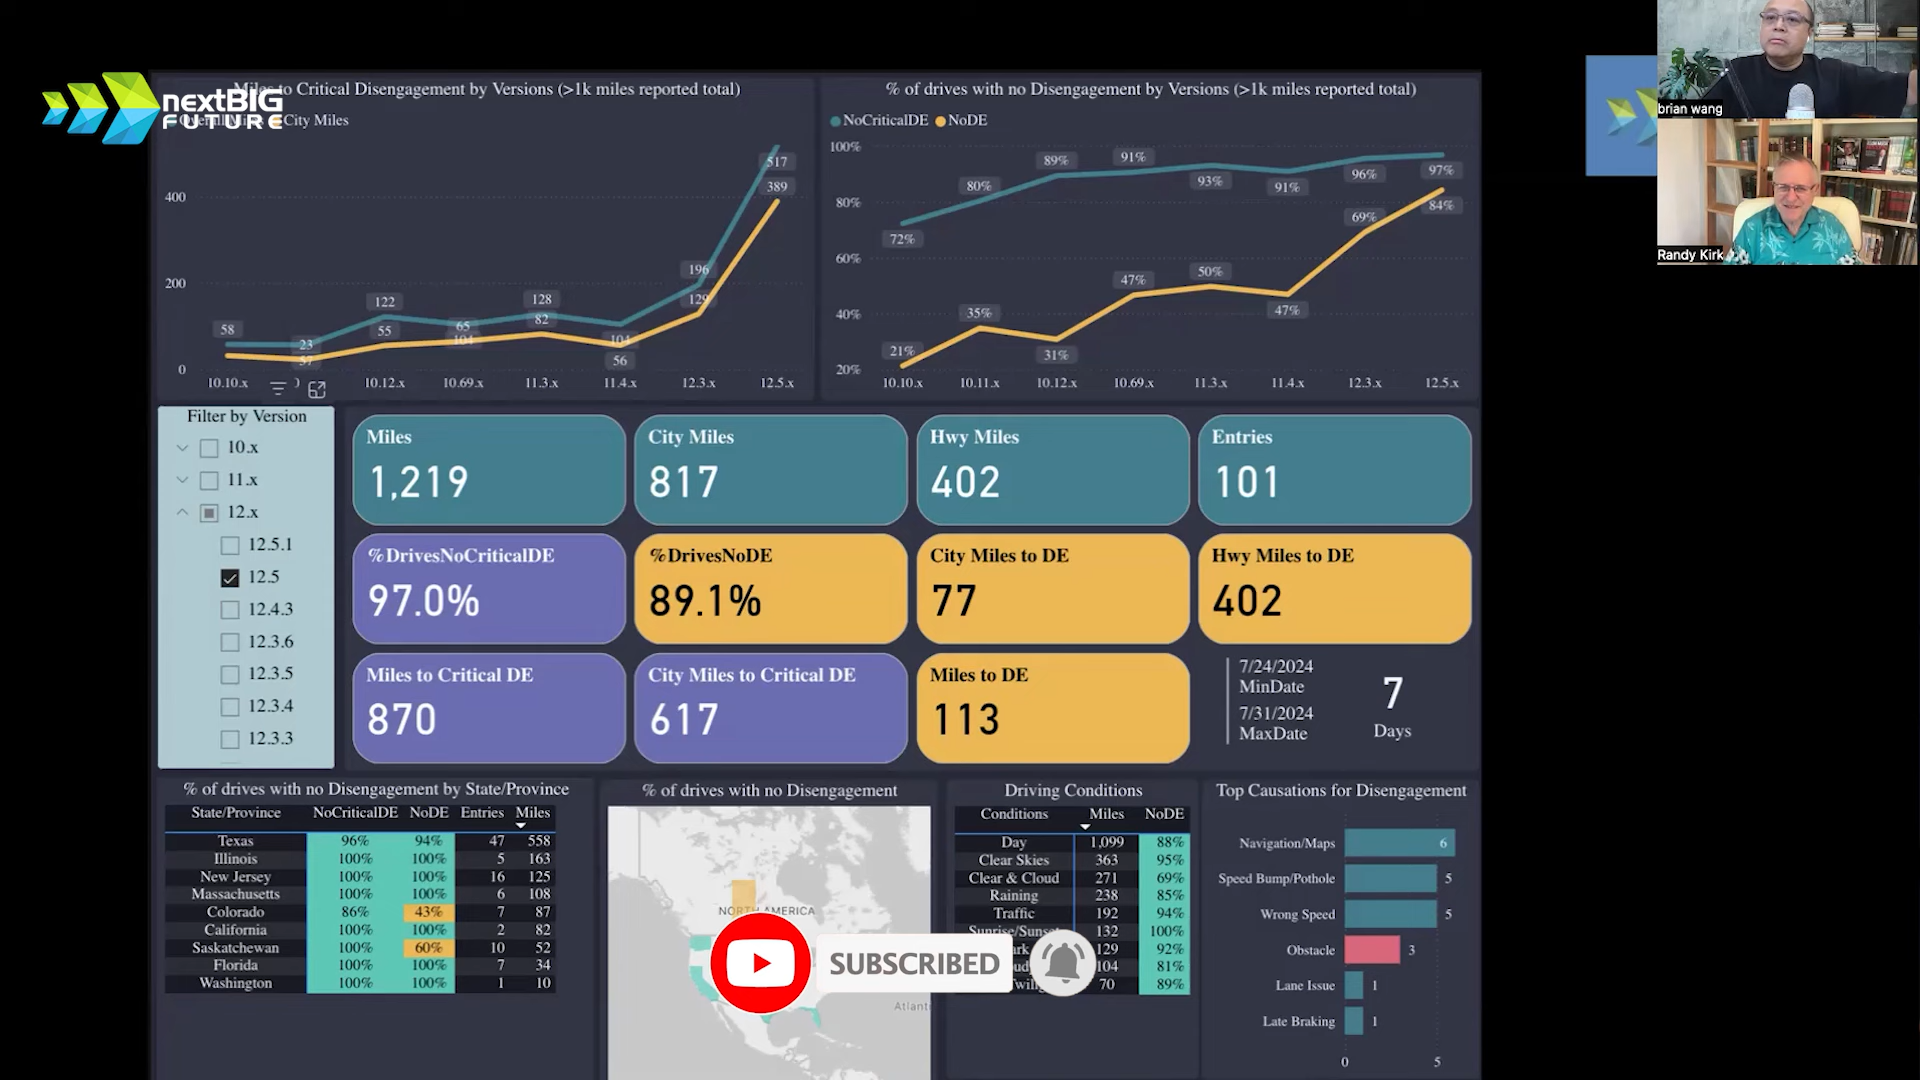 nextBIG
FUTURE
Miles to Critical Disengagement by Versions (>1k miles reported total)
City Miles
517
389
400
200
0
196
129
122
55
65
104
128
82
104
56
58
23
57
10.10.x
10.12.x
10.69.x
11.3.x
11.4.x
12.3.x
12.5.x
% of drives with no Disengagement by Versions (>1k miles reported total)
NoCriticalDE NoDE
100%
80%
60%
40%
20%
72%
80%
89%
91%
93%
91%
96%
97%
21%
35%
31%
47%
50%
47%
69%
84%
10.10.x 10.11.x 10.12.x 10.69.x 11.3.x 11.4.x 12.3.x 12.5.x
brian wang
Randy Kirk
Filter by Version
10.x
11.x
12.x
12.5.1
12.5
12.4.3
12.3.6
12.3.5
12.3.4
12.3.3
Miles
1,219
City Miles
817
Hwy Miles
402
Entries
101
%DrivesNoCriticalDE
97.0%
%DrivesNoDE
89.1%
City Miles to DE
77
Hwy Miles to DE
402
Miles to Critical DE
870
City Miles to Critical DE
617
Miles to DE
113
7/24/2024
MinDate
7/31/2024
MaxDate
7
Days
% of drives with no Disengagement by State/Province
State/Province NoCriticalDE NoDE Entries Miles
Texas 96% 94% 47 558
Illinois 100% 100% 5 163
New Jersey 100% 100% 16 125
Massachusetts 100% 100% 6 108
Colorado 86% 43% 7 87
California 100% 100% 2 82
Saskatchewan 100% 60% 10 52
Florida 100% 100% 7 34
Washington 100% 100% 1 10
% of drives with no Disengagement
NORTH AMERICA
SUBSCRIBED
Driving Conditions
Conditions Miles NoDE
Day 1,099 88%
Clear Skies 363 95%
Clear & Cloud 271 69%
Raining 238 85%
Traffic 192 94%
Sunrise/Sunset 132 100%
129 92%
104 81%
70 89%
Top Causations for Disengagement
Navigation/Maps 6
Speed Bump/Pothole 5
Wrong Speed 5
Obstacle 3
Lane Issue 1
Late Braking 1
0 5